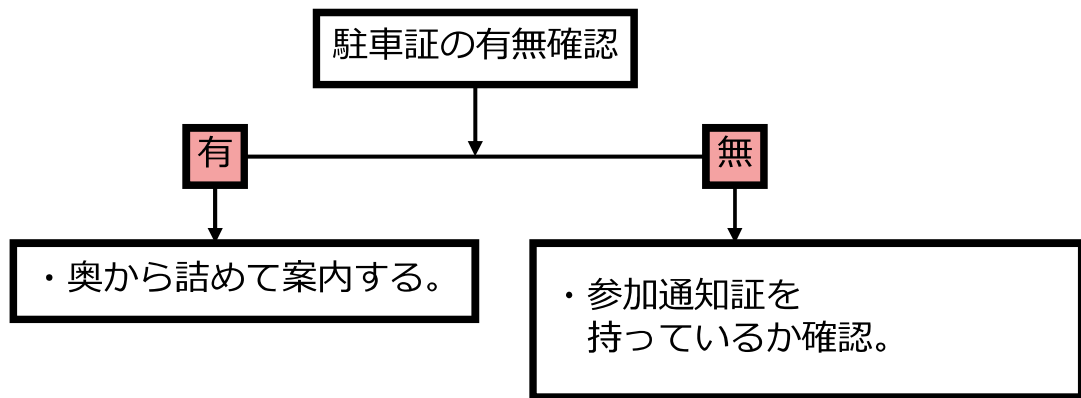 駐車証の有無確認
有
無
・奥から詰めて案内する。
・参加通知証を
持っているか確認。